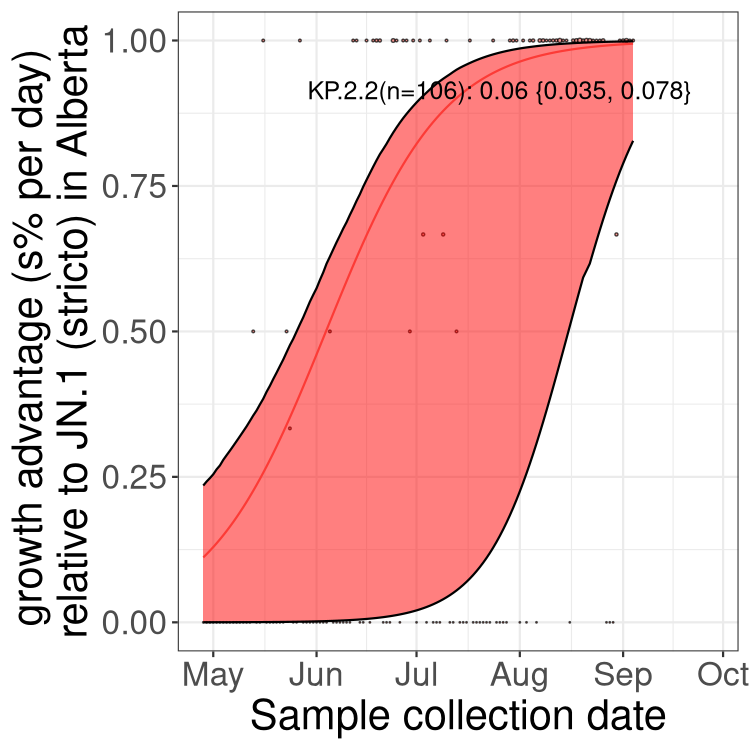 growth advantage (s% per day)
relative to JN.1 (stricto) in Alberta
1.00
0.75
0.50
0.25
0.00
KP.2.2(n=106): 0.06 {0.035, 0.078}
May Jun Jul Aug Sep Oct
Sample collection date